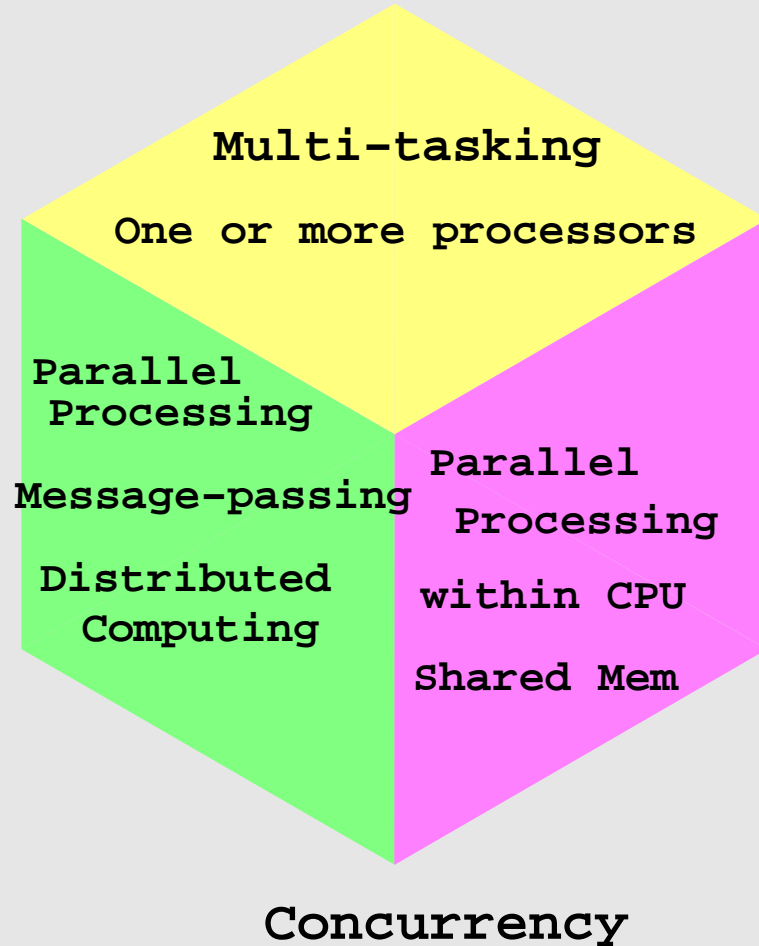 Multi-tasking
One or more processors
Parallel
Processing
Message-passing
Distributed
Computing
Parallel
Processing
within CPU
Shared Mem
Concurrency